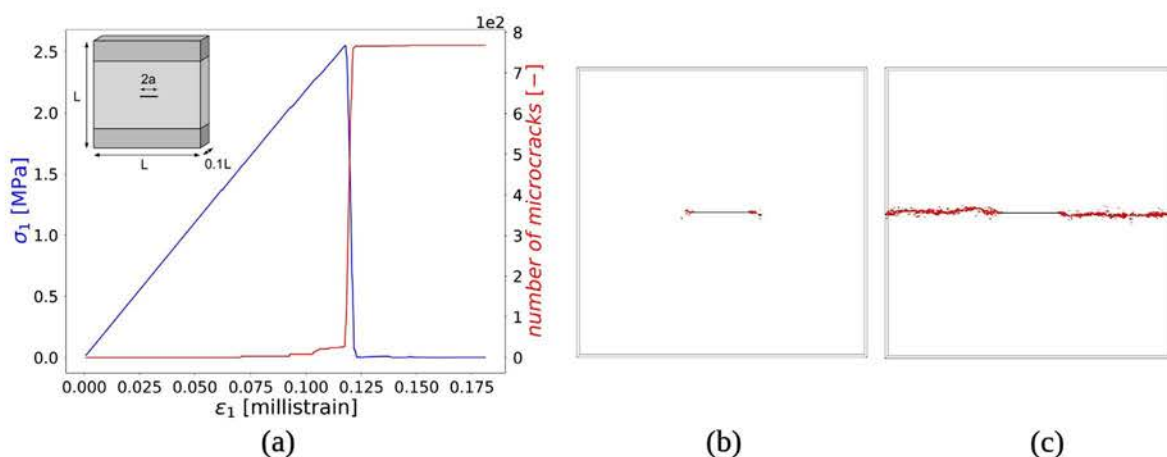 1e2
2.5
2.0
1.5
1.0
0.5
0.0
σ₁ [MPa]
L
2a
L
0.1L
8
7
6
5
4
3
2
1
0
number of microcracks [−]
0.000 0.025 0.050 0.075 0.100 0.125 0.150 0.175
ε₁ [millistrain]
(a) (b) (c)